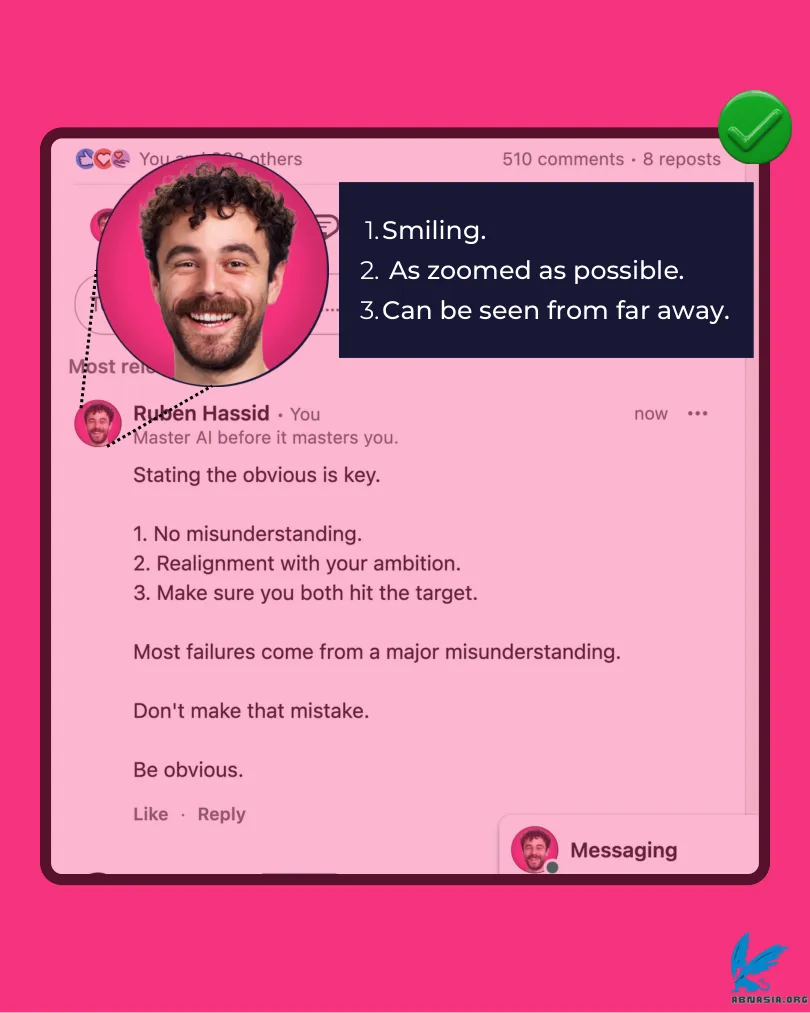 You and others
510 comments • 8 reposts
1. Smiling.
2. As zoomed as possible.
3. Can be seen from far away.
Most
Ruben Hassid • You
now
Master AI before it masters you.
Stating the obvious is key.
1. No misunderstanding.
2. Realignment with your ambition.
3. Make sure you both hit the target.
Most failures come from a major misunderstanding.
Don't make that mistake.
Be obvious.
Like · Reply
Messaging
ABNASIA.ORG